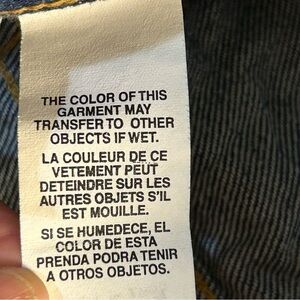 THE COLOR OF THIS
GARMENT MAY
TRANSFER TO OTHER
OBJECTS IF WET.
LA COULEUR DE CE
VETEMENT PEUT
DETEINDRE SUR LES
AUTRES OBJETS S'IL
EST MOUILLE.
SI SE HUMEDECE, EL
COLOR DE ESTA
PRENDA PODRA TENIR
A OTROS OBJETOS.